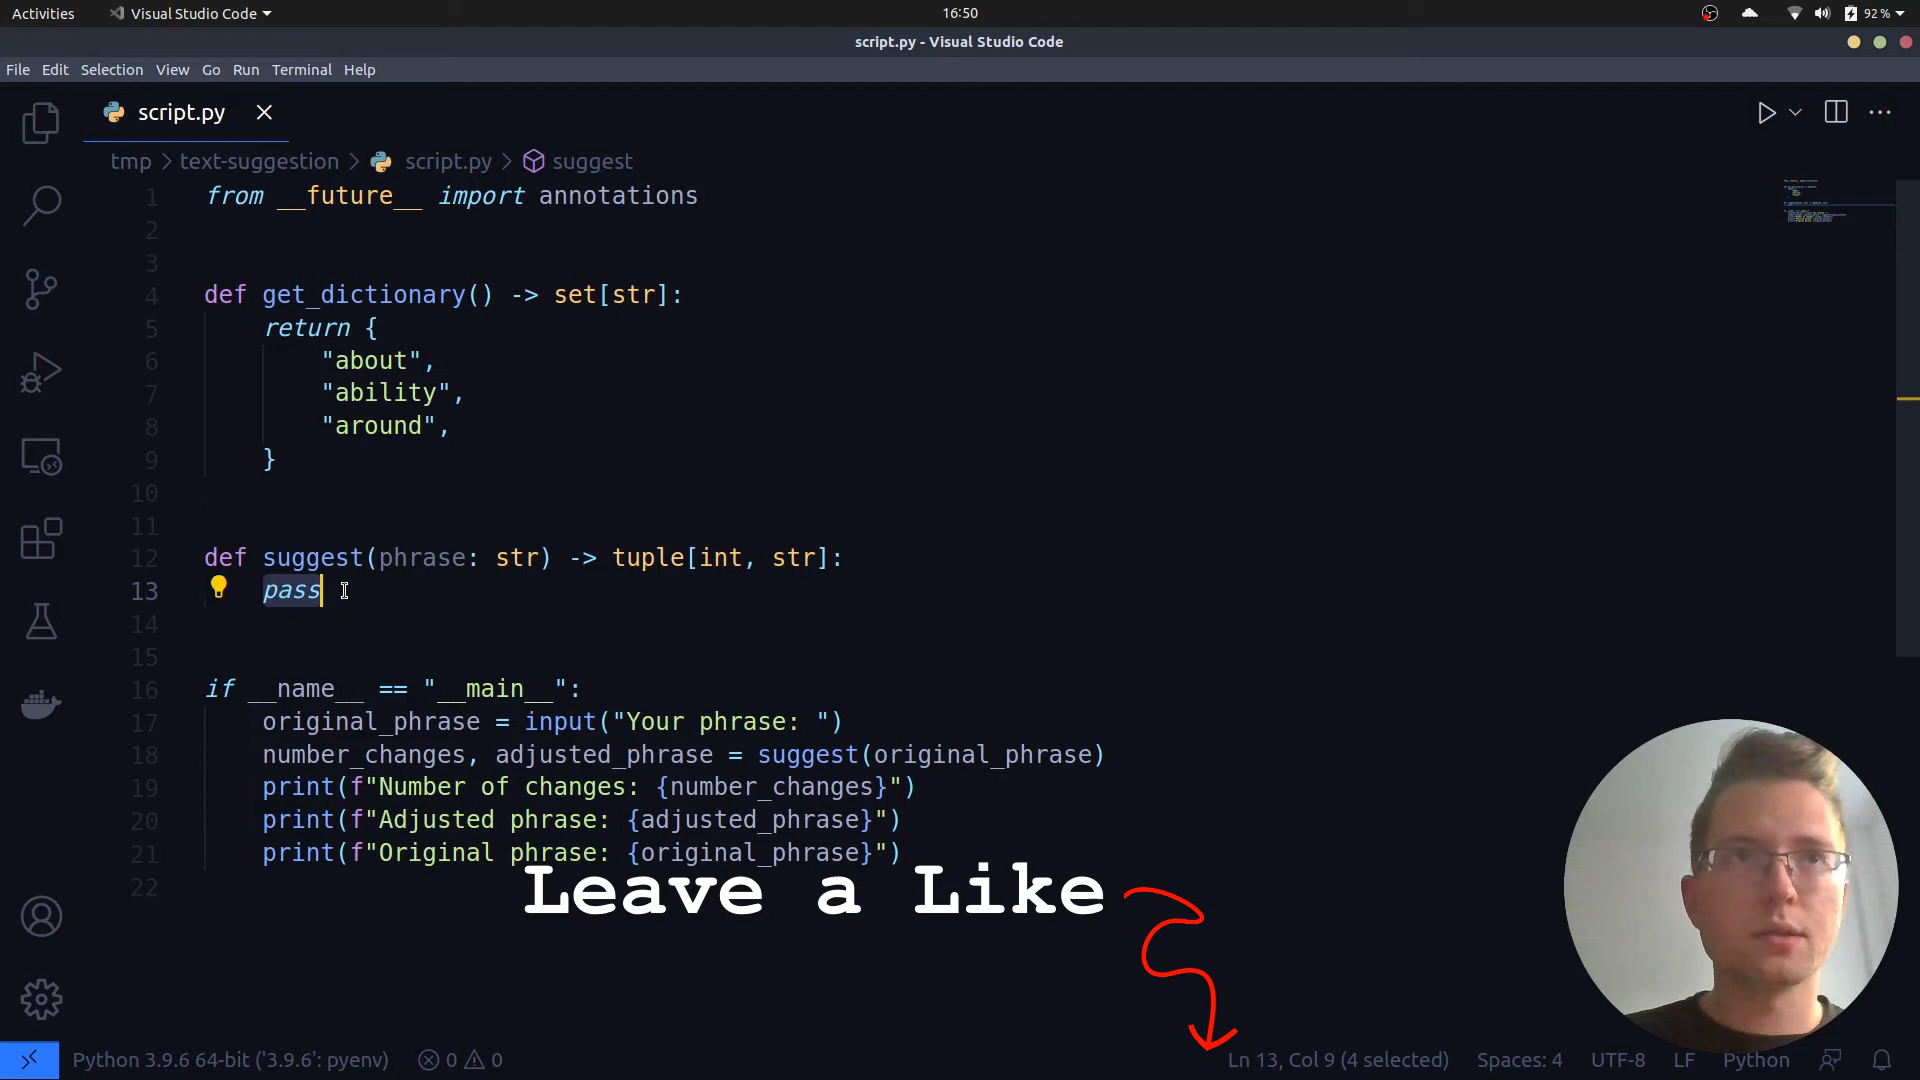 Activities Visual Studio Code 16:50 92 %
script.py - Visual Studio Code
File Edit Selection View Go Run Terminal Help
script.py
tmp > text-suggestion > script.py > suggest
1 from __future__ import annotations
2
3
4 def get_dictionary() -> set[str]:
5 return {
6 "about",
7 "ability",
8 "around",
9 }
10
11
12 def suggest(phrase: str) -> tuple[int, str]:
13 pass
14
15
16 if __name__ == "__main__":
17 original_phrase = input("Your phrase: ")
18 number_changes, adjusted_phrase = suggest(original_phrase)
19 print(f"Number of changes: {number_changes}")
20 print(f"Adjusted phrase: {adjusted_phrase}")
21 print(f"Original phrase: {original_phrase}")
22
Leave a Like
Python 3.9.6 64-bit ('3.9.6': pyenv) 0 0 Ln 13, Col 9 (4 selected) Spaces: 4 UTF-8 LF Python